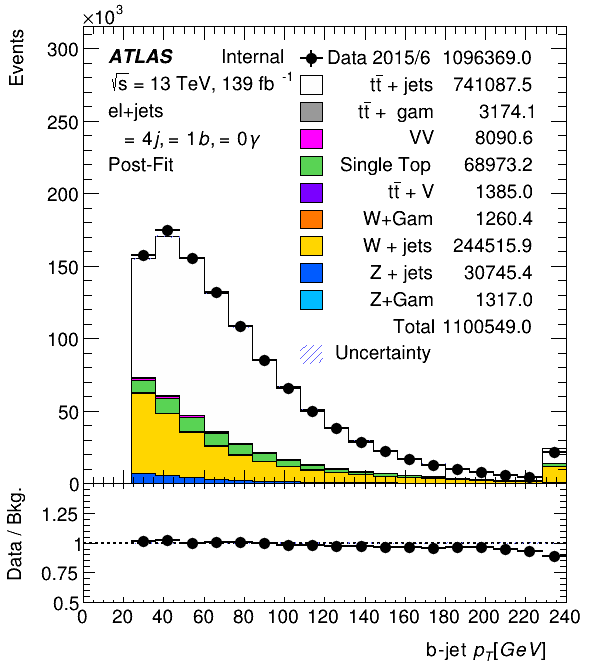 ×10³
Events
300
250
200
150
100
50
0
ATLAS Internal
√s = 13 TeV, 139 fb⁻¹
el+jets
= 4j, = 1b, = 0γ
Post-Fit
Data 2015/6 1096369.0
tt̄ + jets 741087.5
tt̄ + gam 3174.1
VV 8090.6
Single Top 68973.2
tt̄ + V 1385.0
W+Gam 1260.4
W + jets 244515.9
Z + jets 30745.4
Z+Gam 1317.0
Total 1100549.0
Uncertainty
Data / Bkg.
1.25
1
0.75
0.5
0 20 40 60 80 100 120 140 160 180 200 220 240
b-jet p_T[GeV]